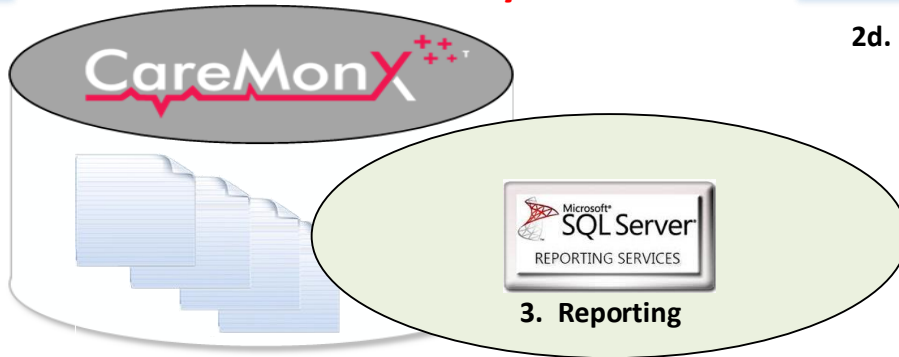 2d.
CareMonX +++ T
Microsoft®
SQL Server®
REPORTING SERVICES
3. Reporting